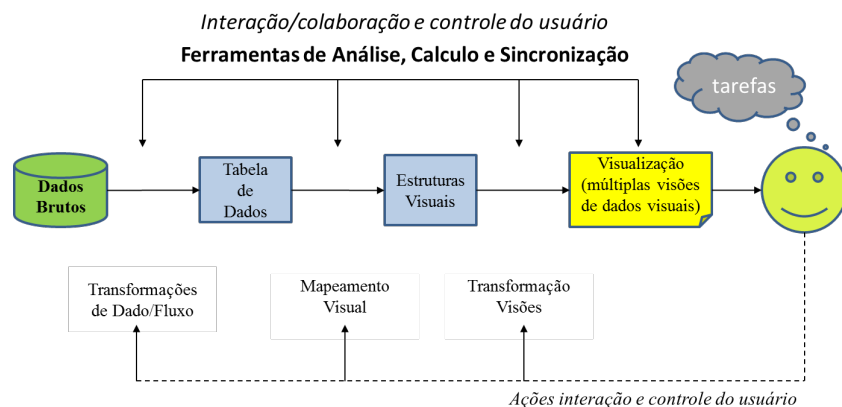 Interação/colaboração e controle do usuário
Ferramentas de Análise, Calculo e Sincronização
tarefas
Dados
Brutos
Tabela
de
Dados
Estruturas
Visuais
Visualização
(múltiplas visões
de dados visuais)
Transformações
de Dado/Fluxo
Mapeamento
Visual
Transformação
Visões
Ações interação e controle do usuário